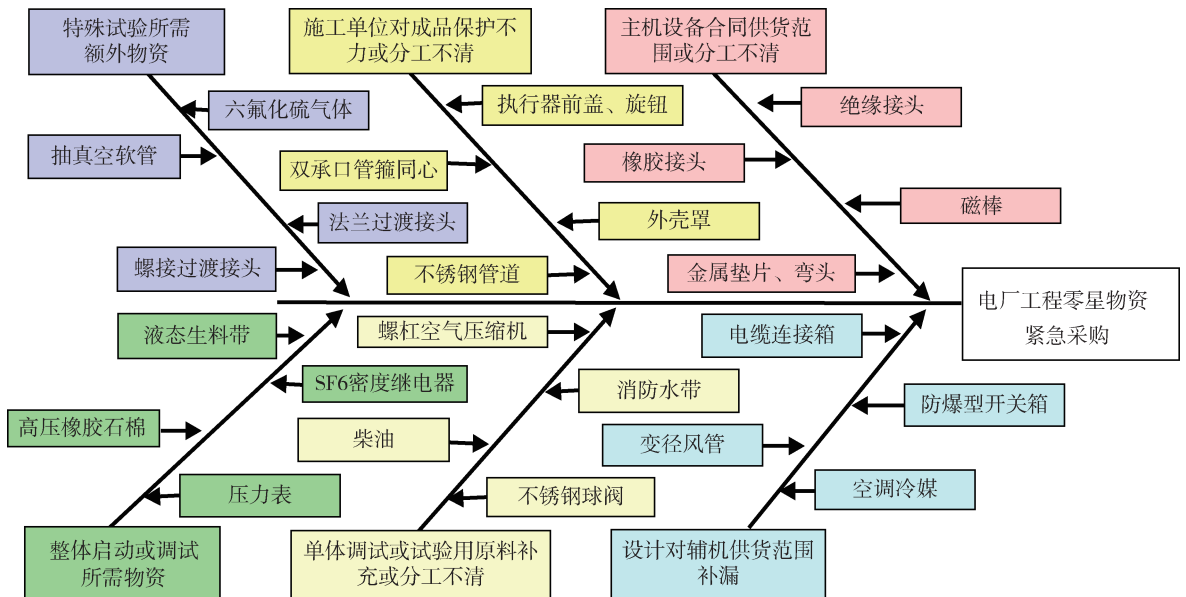 特殊试验所需
额外物资
施工单位对成品保护不
力或分工不清
主机设备合同供货范
围或分工不清
六氟化硫气体
执行器前盖、旋钮
绝缘接头
抽真空软管
双承口管箍同心
橡胶接头
法兰过渡接头
外壳罩
磁棒
螺接过渡接头
不锈钢管道
金属垫片、弯头
电厂工程零星物资
紧急采购
液态生料带
螺杠空气压缩机
电缆连接箱
SF6密度继电器
消防水带
防爆型开关箱
高压橡胶石棉
柴油
变径风管
压力表
不锈钢球阀
空调冷媒
整体启动或调试
所需物资
单体调试或试验用原料补
充或分工不清
设计对辅机供货范围
补漏